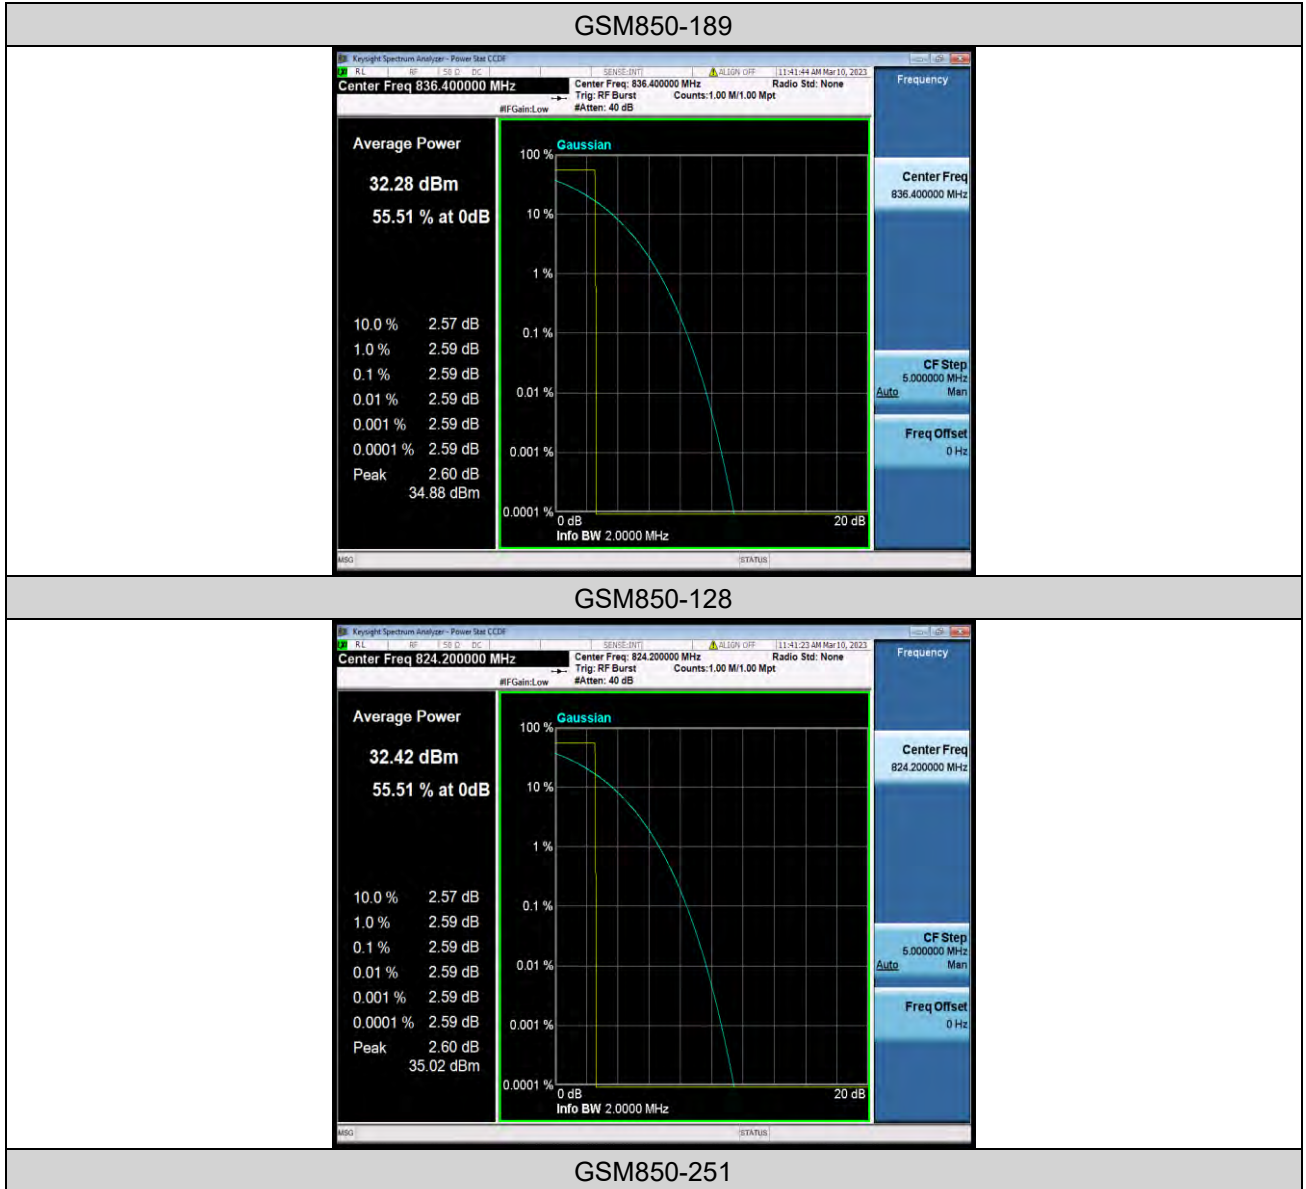 GSM850-189
Keysight Spectrum Analyzer - Power Stat CCDF
RL RF 50 Ω DC SENSE:INT ALIGN OFF 11:41:44 AM Mar 10, 2023
Center Freq 836.400000 MHz
Center Freq: 836.400000 MHz Radio Std: None
Trig: RF Burst Counts:1.00 M/1.00 Mpt
#IFGain:Low #Atten: 40 dB
Frequency
Average Power
32.28 dBm
55.51 % at 0dB
10.0 % 2.57 dB
1.0 % 2.59 dB
0.1 % 2.59 dB
0.01 % 2.59 dB
0.001 % 2.59 dB
0.0001 % 2.59 dB
Peak 2.60 dB
34.88 dBm
Gaussian
100 %
10 %
1 %
0.1 %
0.01 %
0.001 %
0.0001 %
0 dB 20 dB
Info BW 2.0000 MHz
Center Freq
836.400000 MHz
CF Step
5.000000 MHz
Auto Man
Freq Offset
0 Hz
MSG STATUS
GSM850-128
Keysight Spectrum Analyzer - Power Stat CCDF
RL RF 50 Ω DC SENSE:INT ALIGN OFF 11:41:23 AM Mar 10, 2023
Center Freq 824.200000 MHz
Center Freq: 824.200000 MHz Radio Std: None
Trig: RF Burst Counts:1.00 M/1.00 Mpt
#IFGain:Low #Atten: 40 dB
Frequency
Average Power
32.42 dBm
55.51 % at 0dB
10.0 % 2.57 dB
1.0 % 2.59 dB
0.1 % 2.59 dB
0.01 % 2.59 dB
0.001 % 2.59 dB
0.0001 % 2.59 dB
Peak 2.60 dB
35.02 dBm
Gaussian
100 %
10 %
1 %
0.1 %
0.01 %
0.001 %
0.0001 %
0 dB 20 dB
Info BW 2.0000 MHz
Center Freq
824.200000 MHz
CF Step
5.000000 MHz
Auto Man
Freq Offset
0 Hz
MSG STATUS
GSM850-251